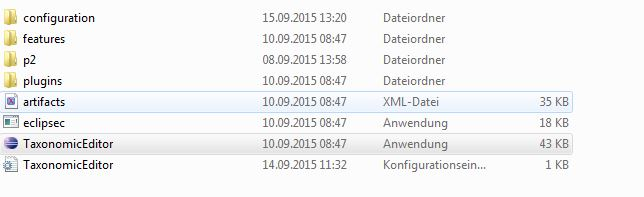 configuration 15.09.2015 13:20 Dateiordner
features 10.09.2015 08:47 Dateiordner
p2 08.09.2015 13:58 Dateiordner
plugins 10.09.2015 08:47 Dateiordner
artifacts 10.09.2015 08:47 XML-Datei 35 KB
eclipsec 10.09.2015 08:47 Anwendung 18 KB
TaxonomicEditor 10.09.2015 08:47 Anwendung 43 KB
TaxonomicEditor 14.09.2015 11:32 Konfigurationsein... 1 KB